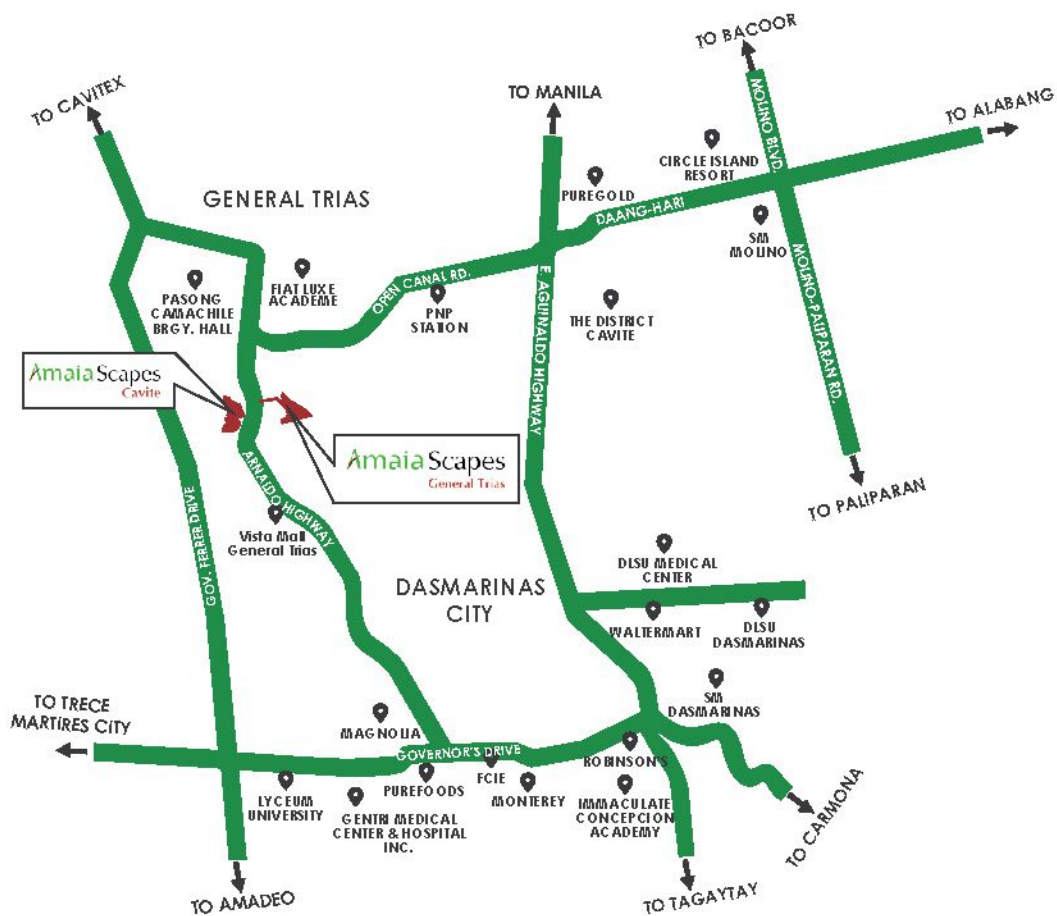 TO BACOOR
TO CAVITEX
TO MANILA
TO ALABANG
MOLINO BLVD.
CIRCLE ISLAND
RESORT
PUREGOLD
GENERAL TRIAS
DAANG-HARI
SM
MOLINO
FIAT LUXE
ACADEME
PASONG
CAMACHILE
BRGY. HALL
OPEN CANAL RD.
PNP
STATION
E. AGUINALDO HIGHWAY
THE DISTRICT
CAVITE
MOLINO-PALIPARAN RD.
Amaia Scapes
Cavite
Amaia Scapes
General Trias
ARNALDO HIGHWAY
TO PALIPARAN
Vista Mall
General Trias
GOV. FERRER DRIVE
DASMARINAS
CITY
DLSU MEDICAL
CENTER
WALTERMART
DLSU
DASMARINAS
SM
DASMARINAS
TO TRECE
MARTIRES CITY
MAGNOLIA
GOVERNOR'S DRIVE
ROBINSON'S
LYCEUM
UNIVERSITY
PUREFOODS
FCIE
MONTEREY
GENTRI MEDICAL
CENTER & HOSPITAL
INC.
IMMACULATE
CONCEPCION
ACADEMY
TO CARMONA
TO AMADEO
TO TAGAYTAY